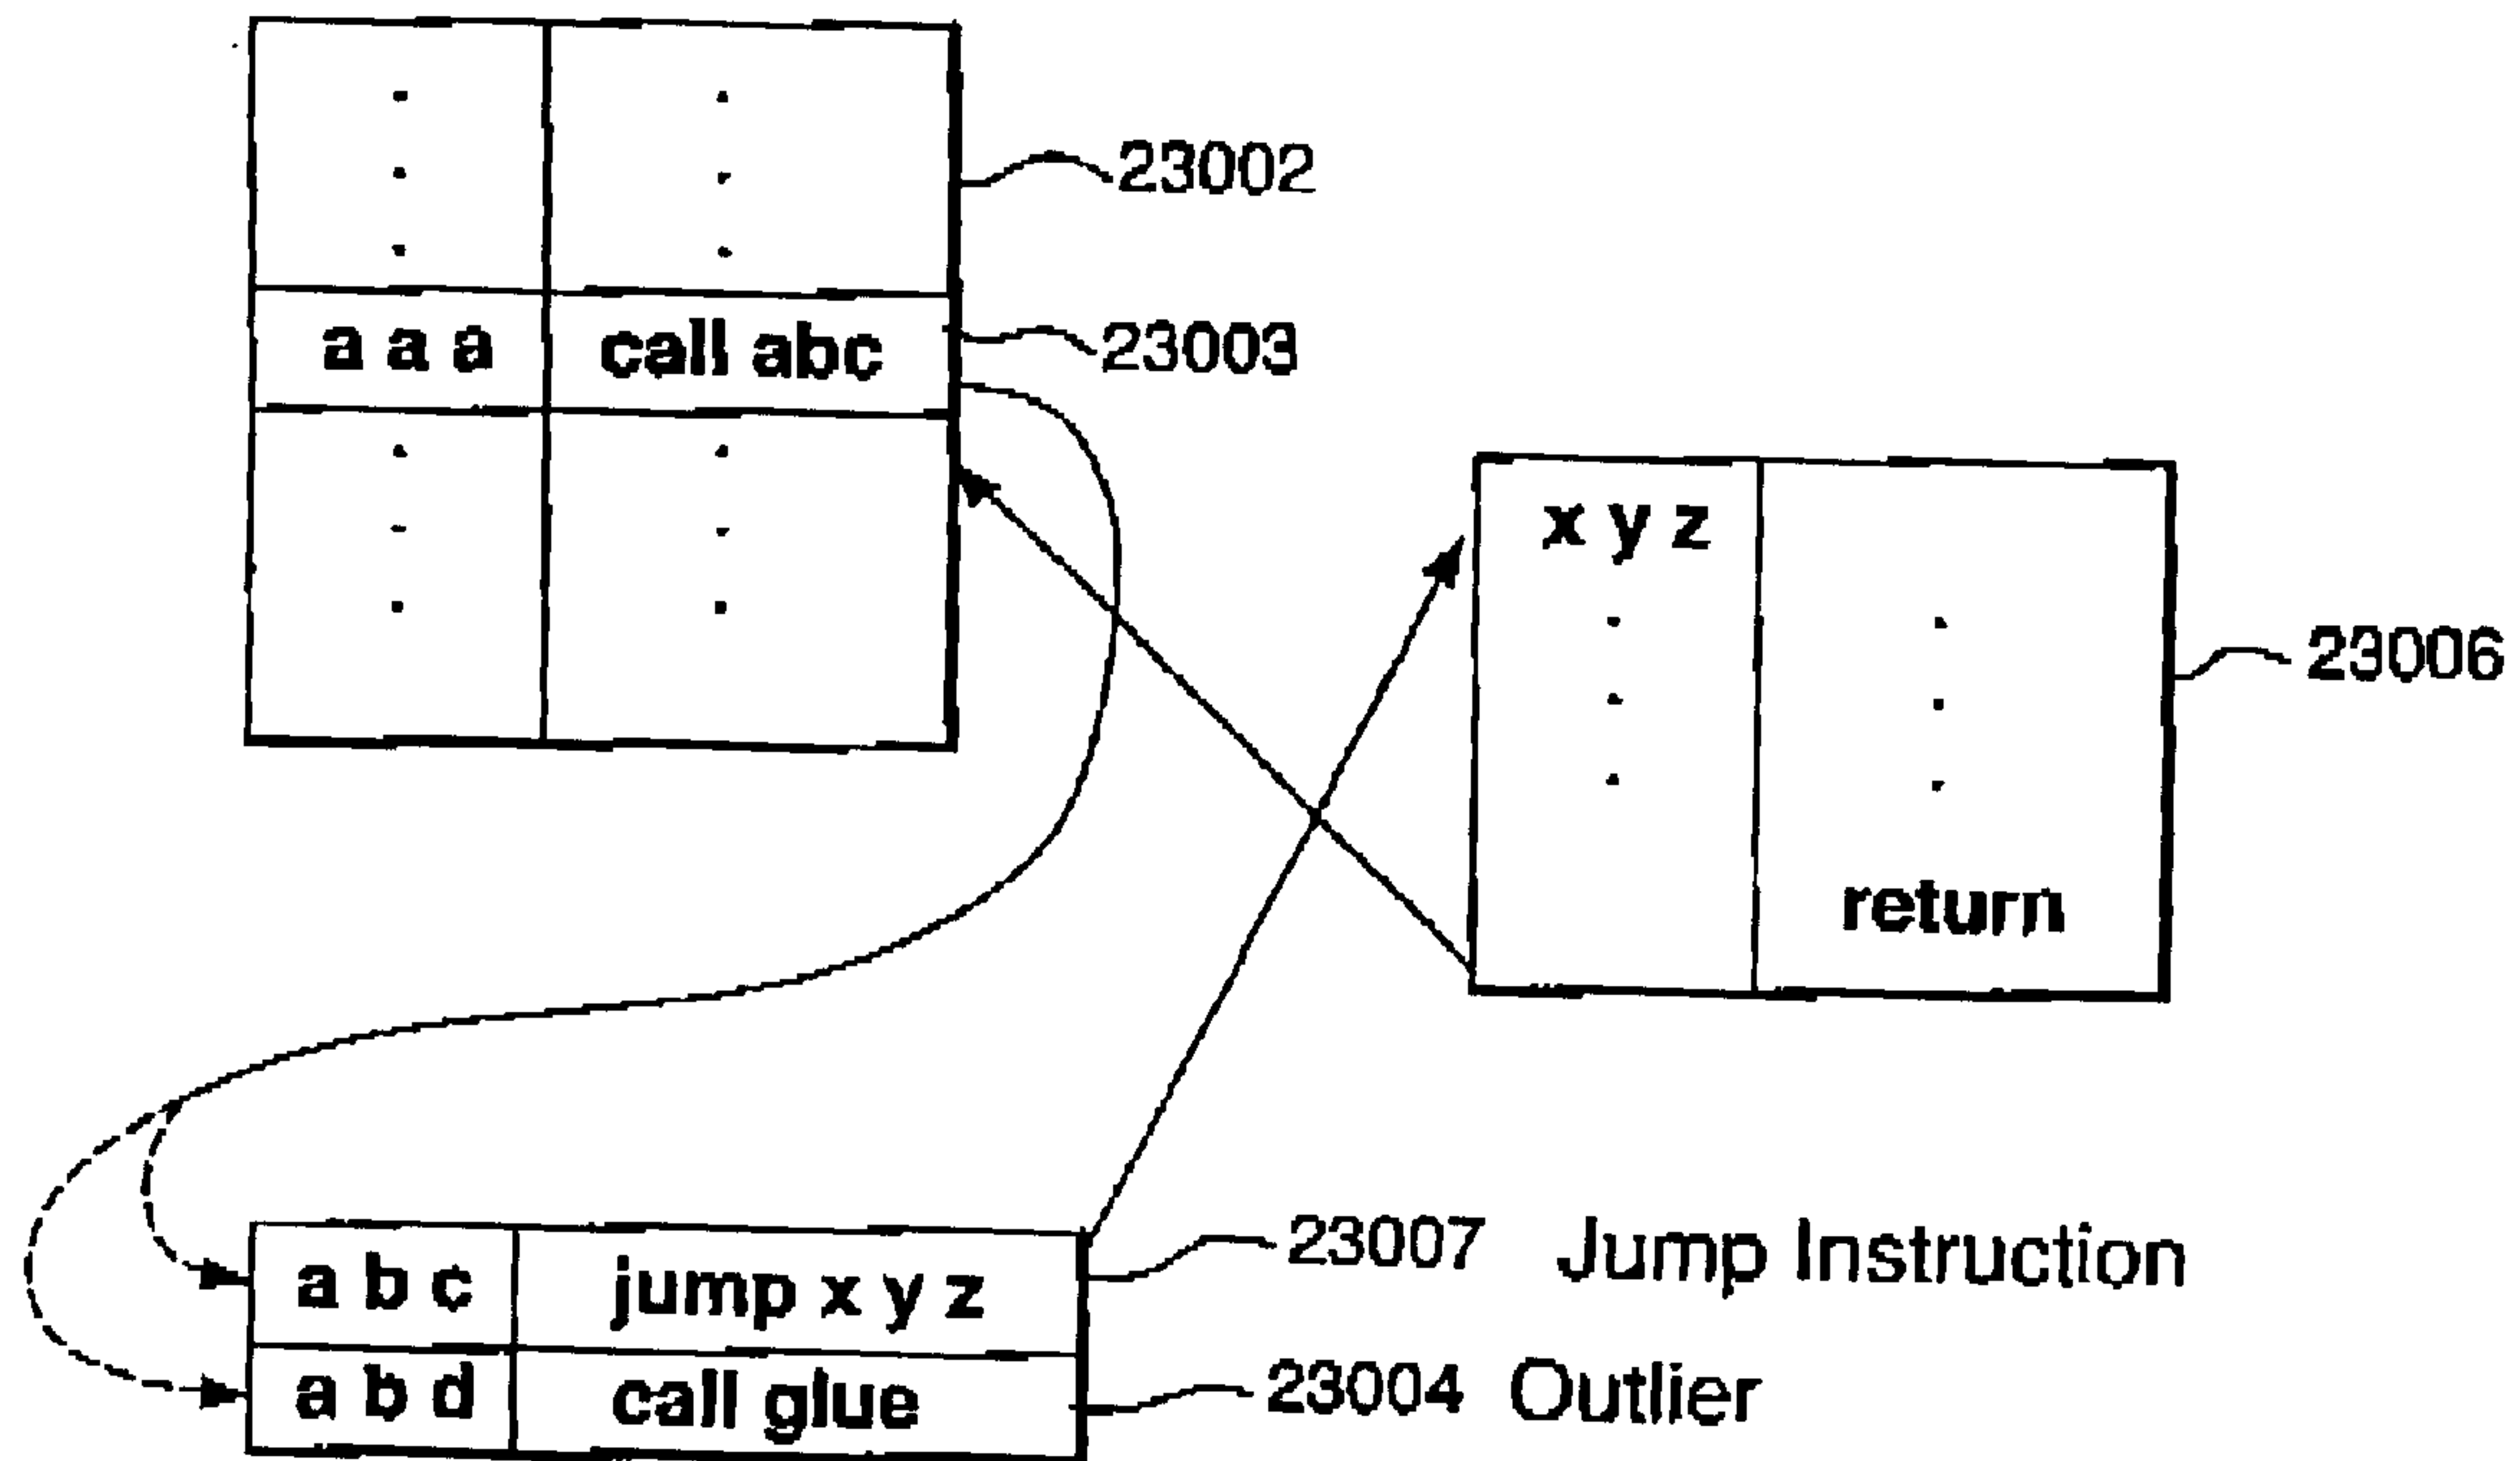 23002
a a a call abc 23003
x y z
23006
return
a b c jump x y z 23007 Jump Instruction
a b d call glue 23004 Outlier